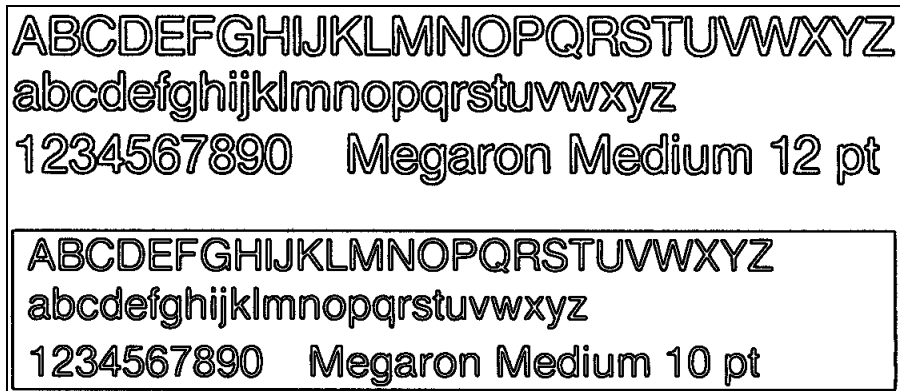 ABCDEFGHIJKLMNOPQRSTUVWXYZ
abcdefghijklmnopqrstuvwxyz
1234567890 Megaron Medium 12 pt
ABCDEFGHIJKLMNOPQRSTUVWXYZ
abcdefghijklmnopqrstuvwxyz
1234567890 Megaron Medium 10 pt